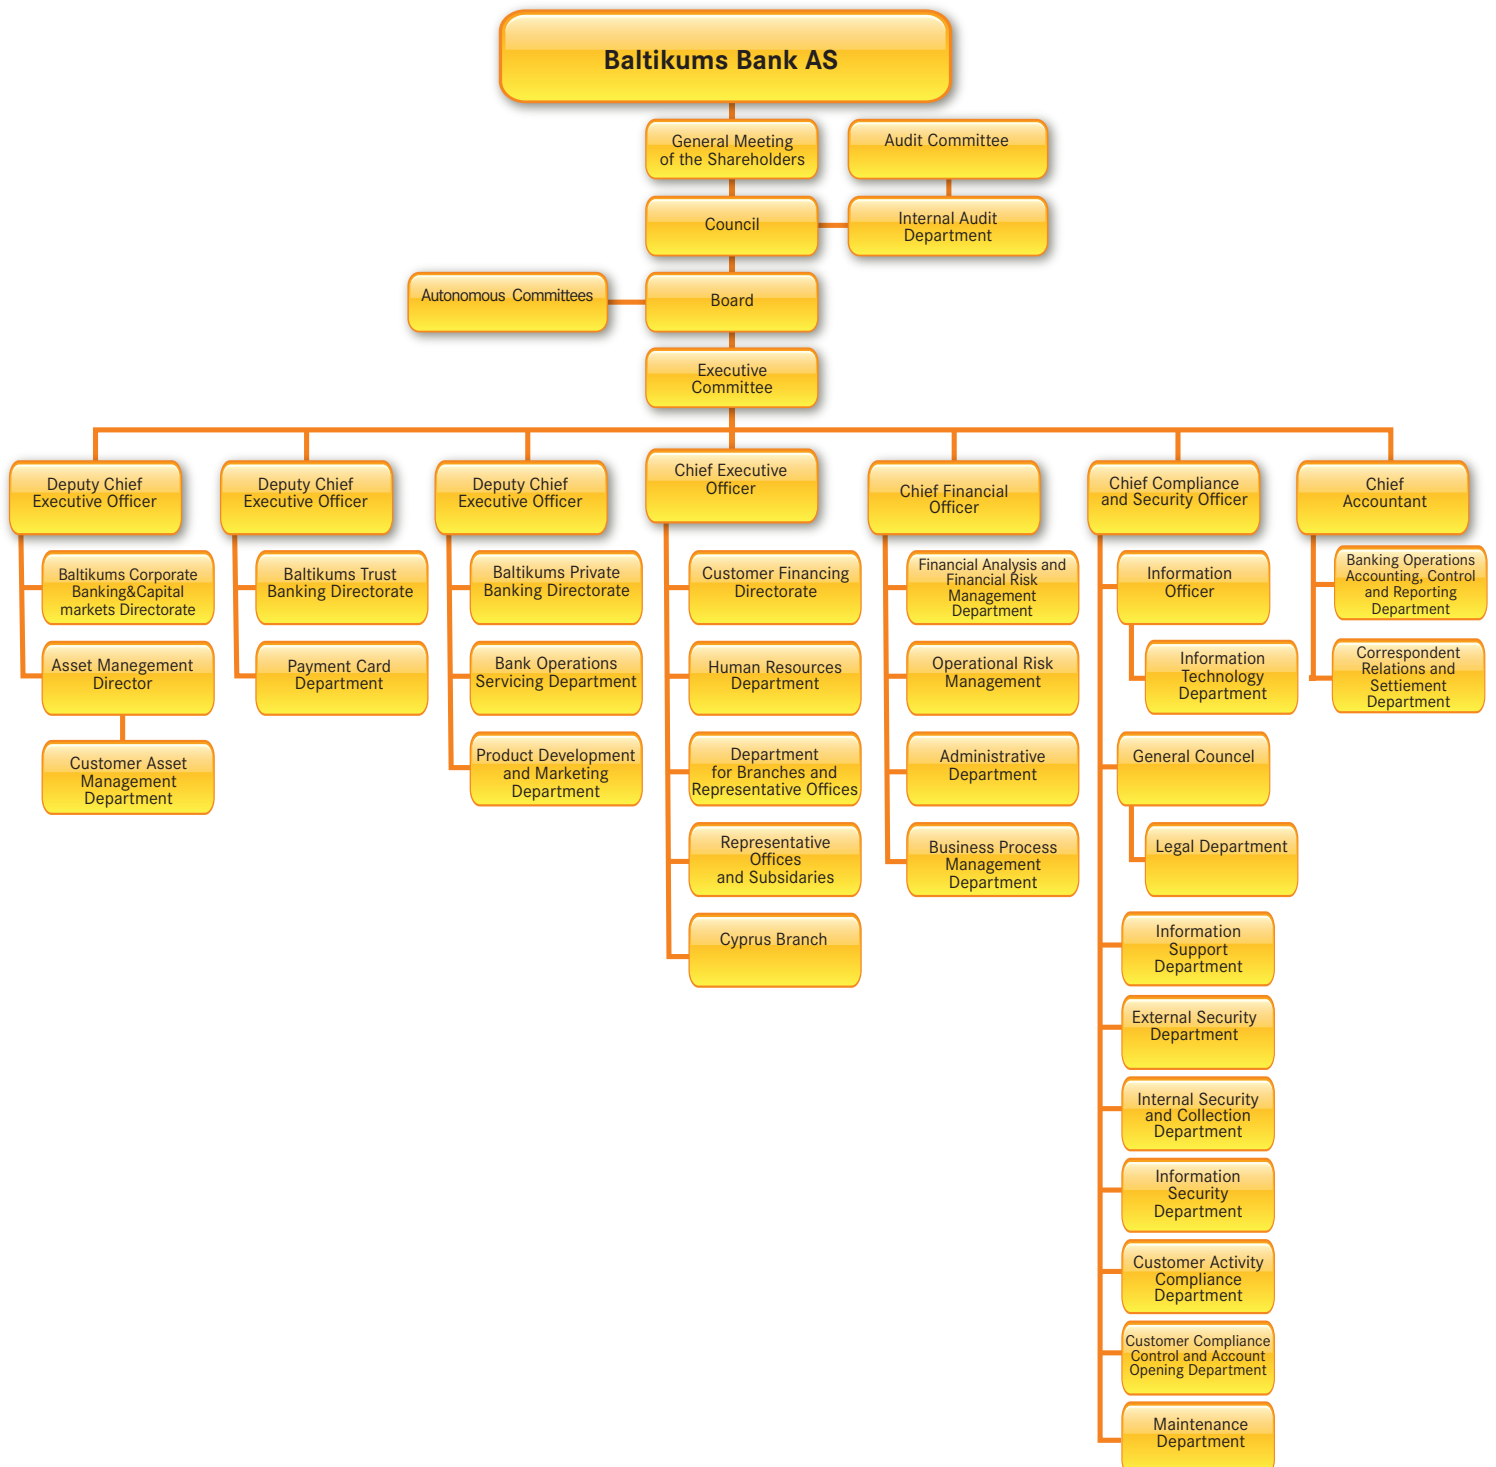 Baltikums Bank AS
General Meeting
of the Shareholders
Audit Committee
Council
Internal Audit
Department
Autonomous Committees
Board
Executive
Committee
Deputy Chief
Executive Officer
Baltikums Corporate
Banking&Capital
markets Directorate
Asset Manegement
Director
Customer Asset
Management
Department
Deputy Chief
Executive Officer
Baltikums Trust
Banking Directorate
Payment Card
Department
Deputy Chief
Executive Officer
Baltikums Private
Banking Directorate
Bank Operations
Servicing Department
Product Development
and Marketing
Department
Chief Executive
Officer
Customer Financing
Directorate
Human Resources
Department
Department
for Branches and
Representative Offices
Representative
Offices
and Subsidaries
Cyprus Branch
Chief Financial
Officer
Financial Analysis and
Financial Risk
Management
Department
Operational Risk
Management
Administrative
Department
Business Process
Management
Department
Chief Compliance
and Security Officer
Information
Officer
Information
Technology
Department
General Councel
Legal Department
Information
Support
Department
External Security
Department
Internal Security
and Collection
Department
Information
Security
Department
Customer Activity
Compliance
Department
Customer Compliance
Control and Account
Opening Department
Maintenance
Department
Chief
Accountant
Banking Operations
Accounting, Control
and Reporting
Department
Correspondent
Relations and
Settlement
Department